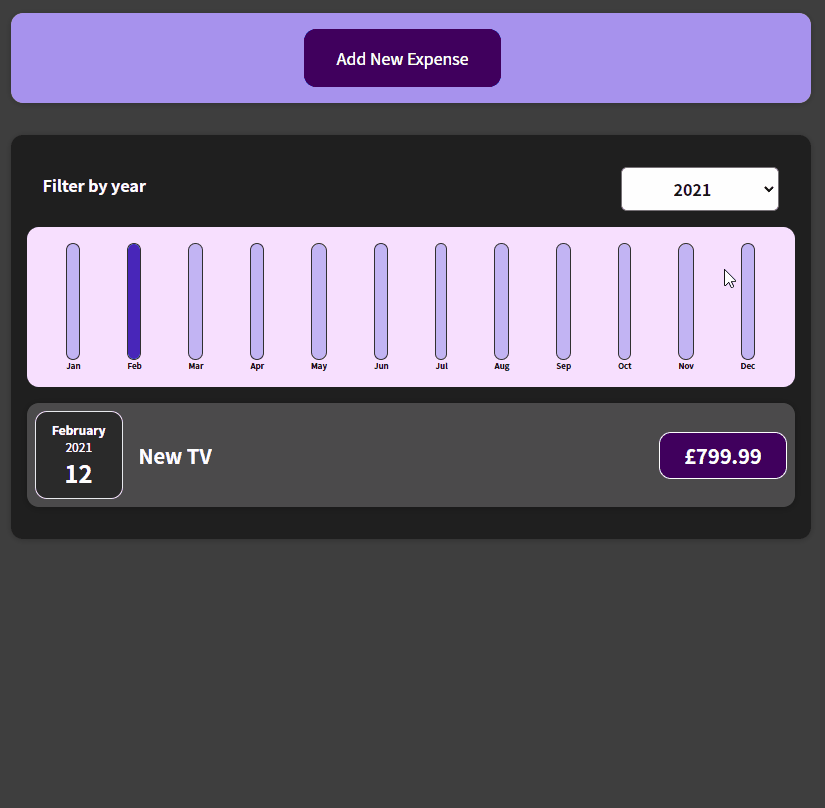 Add New Expense
Filter by year
2021
Jan Feb Mar Apr May Jun Jul Aug Sep Oct Nov Dec
February
2021
12
New TV
£799.99